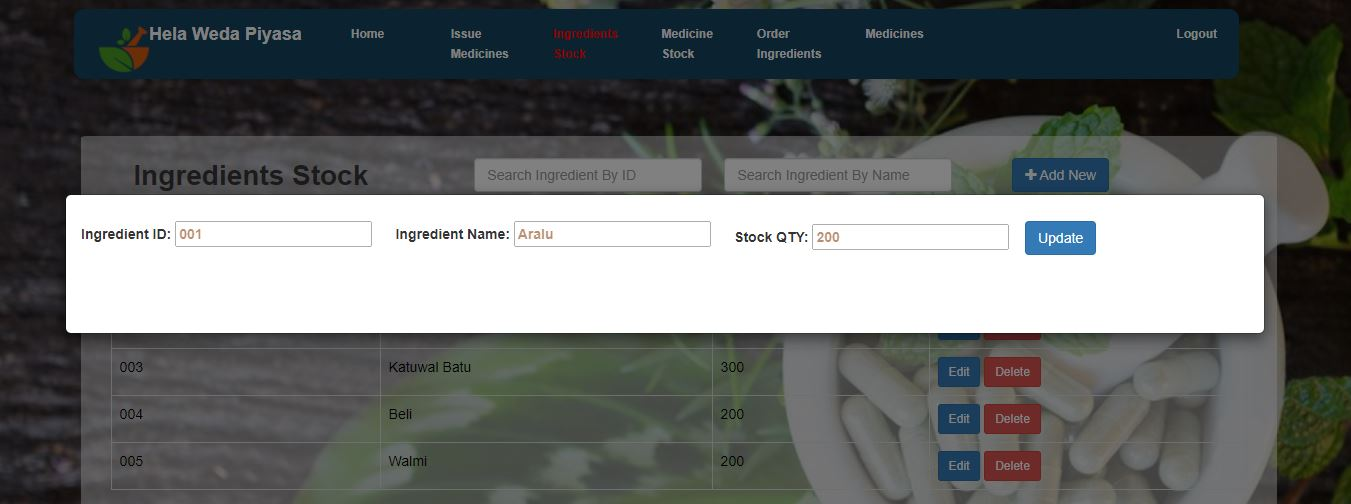 Hela Weda Piyasa
Home
Issue
Medicines
Ingredients
Stock
Medicine
Stock
Order
Ingredients
Medicines
Logout
Ingredients Stock
Search Ingredient By ID
Search Ingredient By Name
Add New
Ingredient ID: 001 Ingredient Name: Aralu Stock QTY: 200 Update
003 Katuwal Batu 300 Edit Delete
004 Beli 200 Edit Delete
005 Walmi 200 Edit Delete